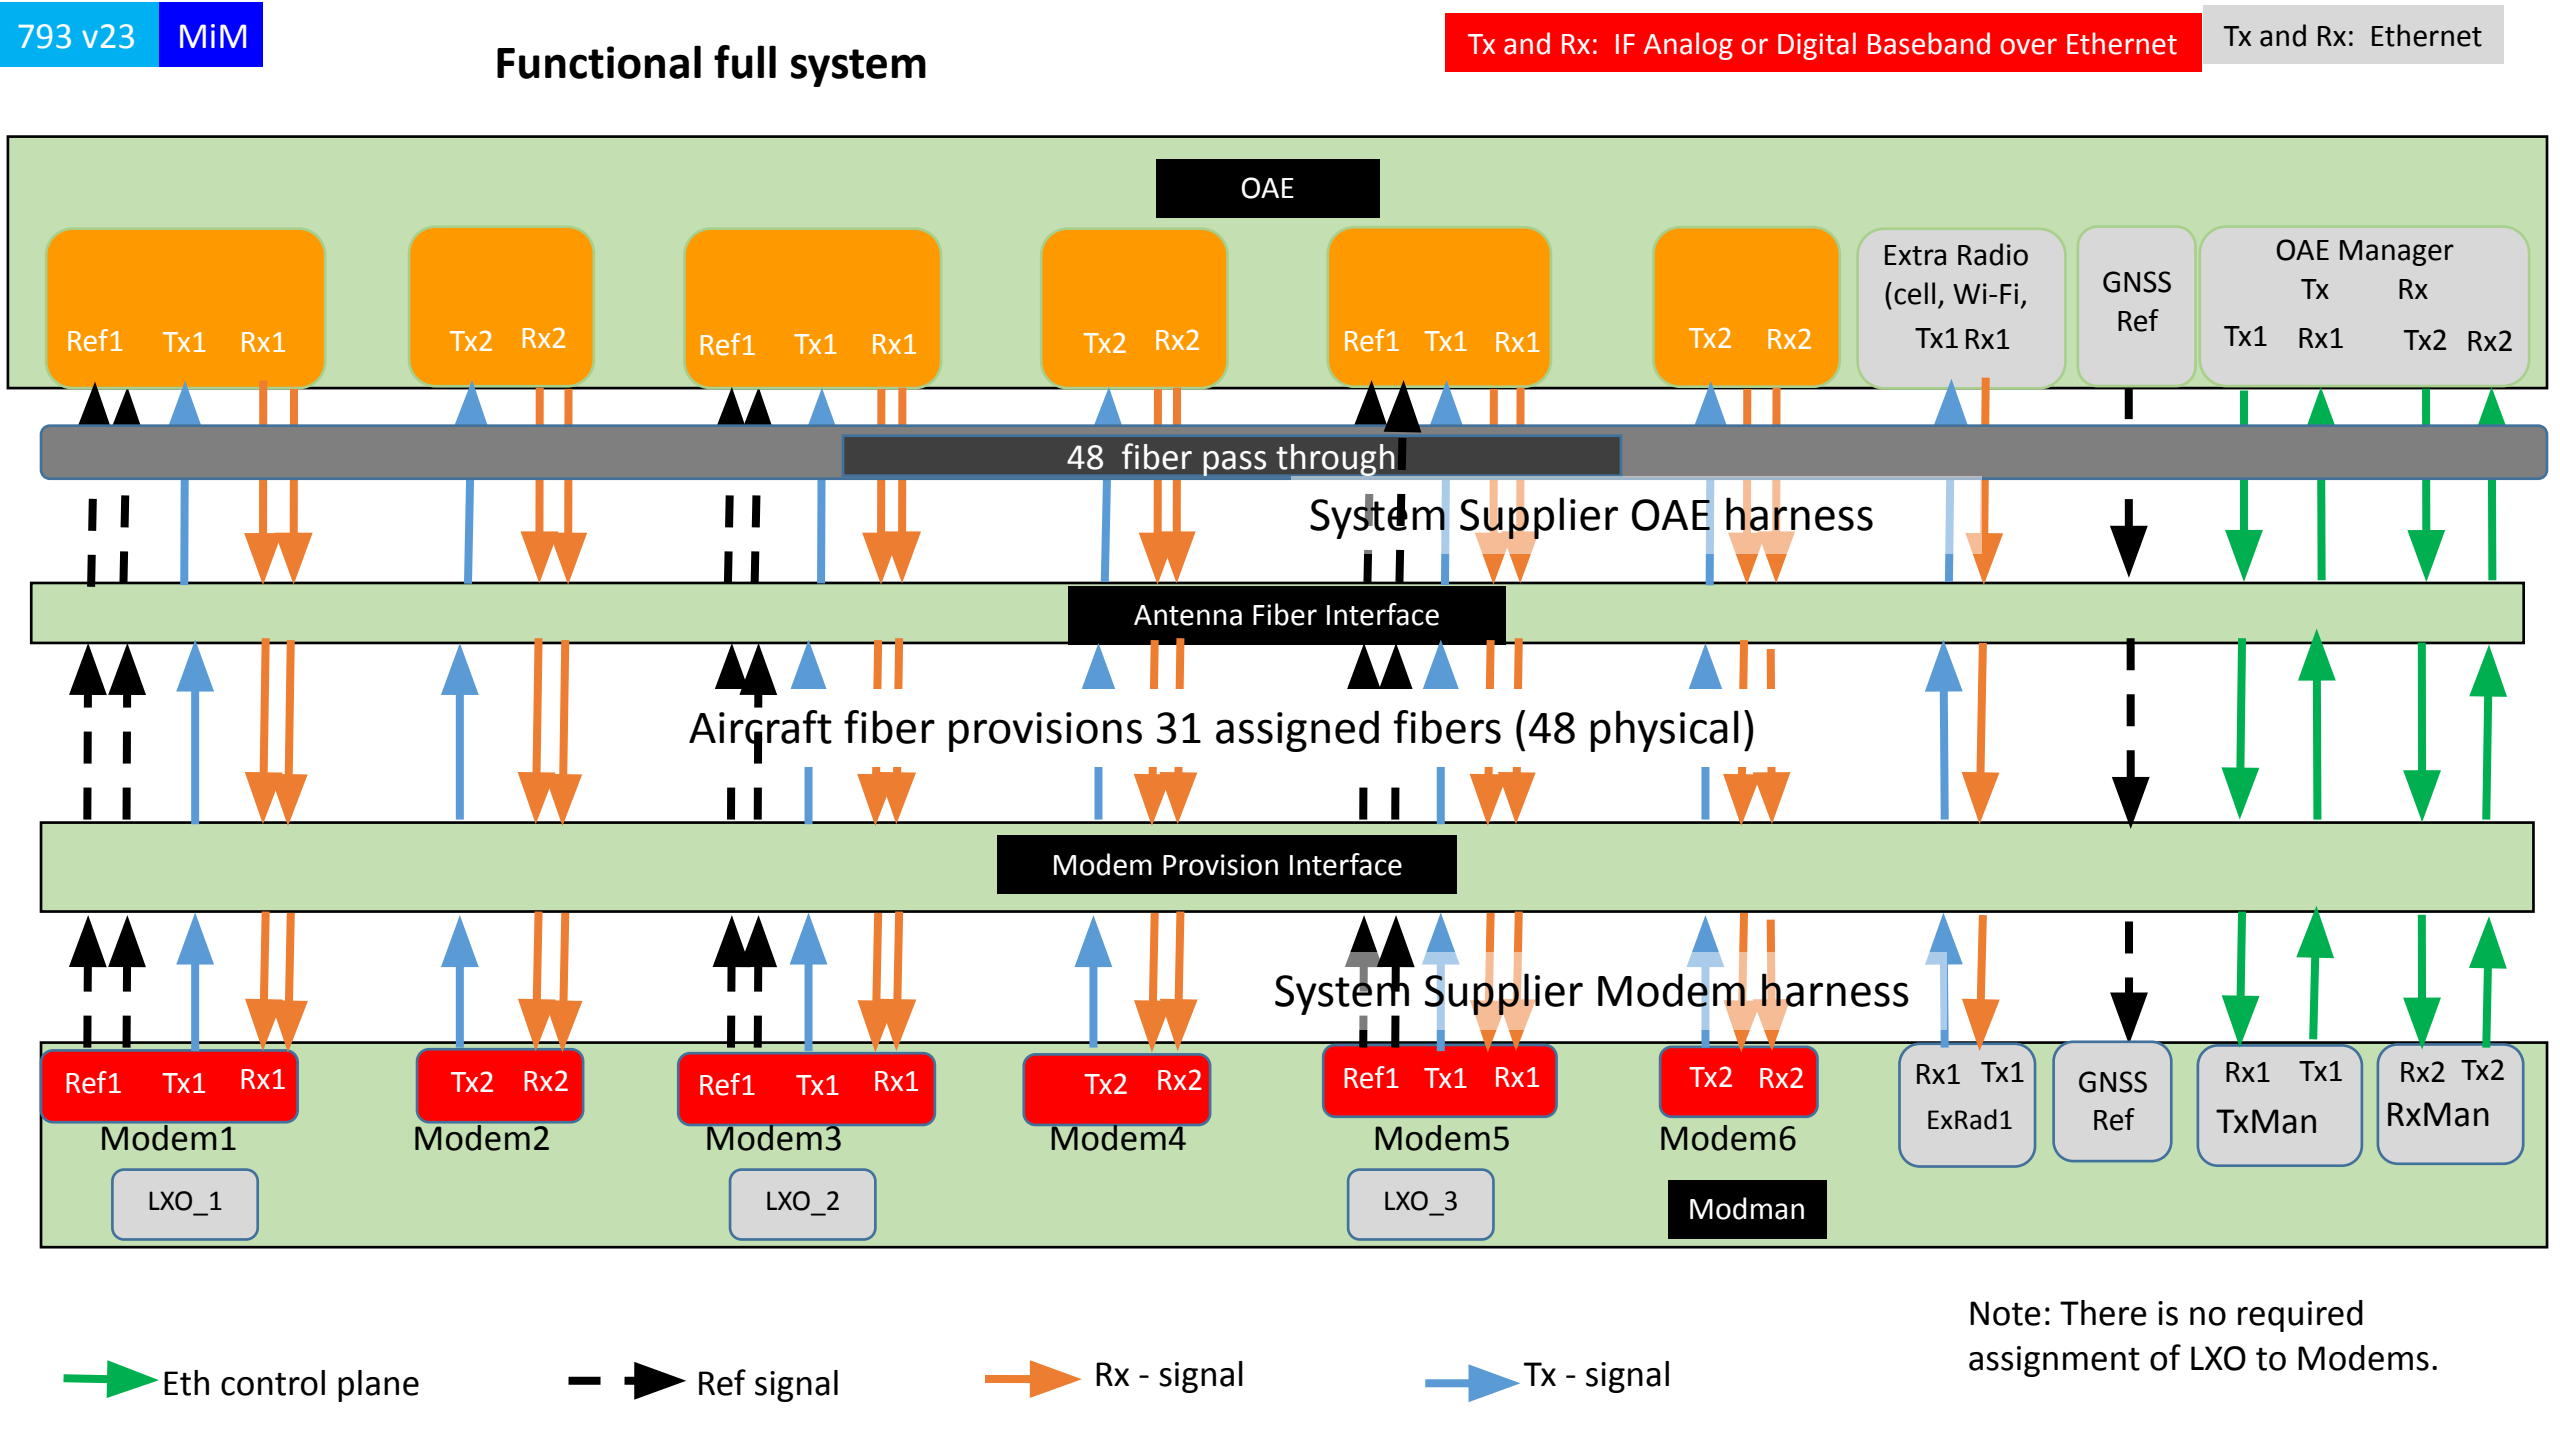 793 v23 MiM
Functional full system
Tx and Rx: IF Analog or Digital Baseband over Ethernet
Tx and Rx: Ethernet
OAE
Ref1 Tx1 Rx1
Tx2 Rx2
Ref1 Tx1 Rx1
Tx2 Rx2
Ref1 Tx1 Rx1
Tx2 Rx2
Extra Radio
(cell, Wi-Fi,
Tx1 Rx1
GNSS
Ref
OAE Manager
Tx Rx
Tx1 Rx1 Tx2 Rx2
48 fiber pass through
System Supplier OAE harness
Antenna Fiber Interface
Aircraft fiber provisions 31 assigned fibers (48 physical)
Modem Provision Interface
System Supplier Modem harness
Ref1 Tx1 Rx1
Modem1
LXO_1
Tx2 Rx2
Modem2
Ref1 Tx1 Rx1
Modem3
LXO_2
Tx2 Rx2
Modem4
Ref1 Tx1 Rx1
Modem5
LXO_3
Tx2 Rx2
Modem6
Modman
Rx1 Tx1
ExRad1
GNSS
Ref
Rx1 Tx1
TxMan
Rx2 Tx2
RxMan
Eth control plane
Ref signal
Rx - signal
Tx - signal
Note: There is no required
assignment of LXO to Modems.